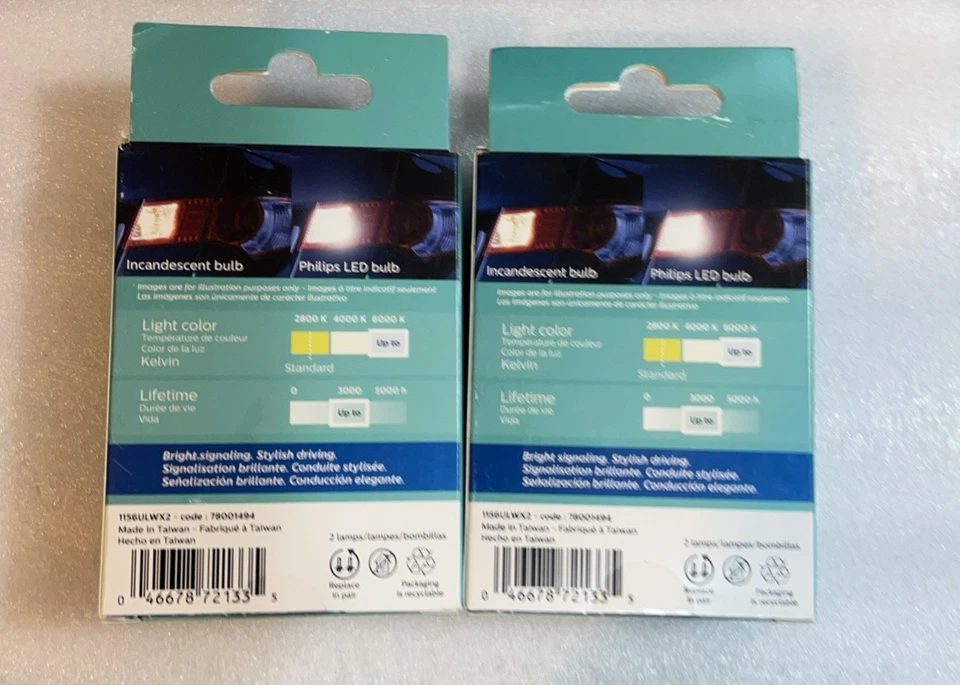 Incandescent bulb
Philips LED bulb
* Images are for illustration purposes only - Images à titre indicatif seulement
Las imágenes son únicamente de carácter ilustrativo
2800 K 4000 K 6000 K
Light color
Température de couleur
Color de la luz
Kelvin
Up to
Standard
Lifetime
Durée de vie
Vida
0 3000 5000 h
Up to
Bright signaling. Stylish driving.
Signalisation brillante. Conduite stylisée.
Señalización brillante. Conducción elegante.
1156ULWX2 - code : 78001494
Made in Taiwan - Fabriqué à Taïwan
Hecho en Taiwan
2 lamps/lampes/bombillas
Replace
in pair
Packaging
is recyclable
0 46678 72133 5
Incandescent bulb
Philips LED bulb
* Images are for illustration purposes only - Images à titre indicatif seulement
Las imágenes son únicamente de carácter ilustrativo
2800 K 4000 K 6000 K
Light color
Température de couleur
Color de la luz
Kelvin
Up to
Standard
Lifetime
Durée de vie
Vida
0 3000 5000 h
Up to
Bright signaling. Stylish driving.
Signalisation brillante. Conduite stylisée.
Señalización brillante. Conducción elegante.
1156ULWX2 - code : 78001494
Made in Taiwan - Fabriqué à Taïwan
Hecho en Taiwan
2 lamps/lampes/bombillas
Replace
in pair
Packaging
is recyclable
0 46678 72133 5